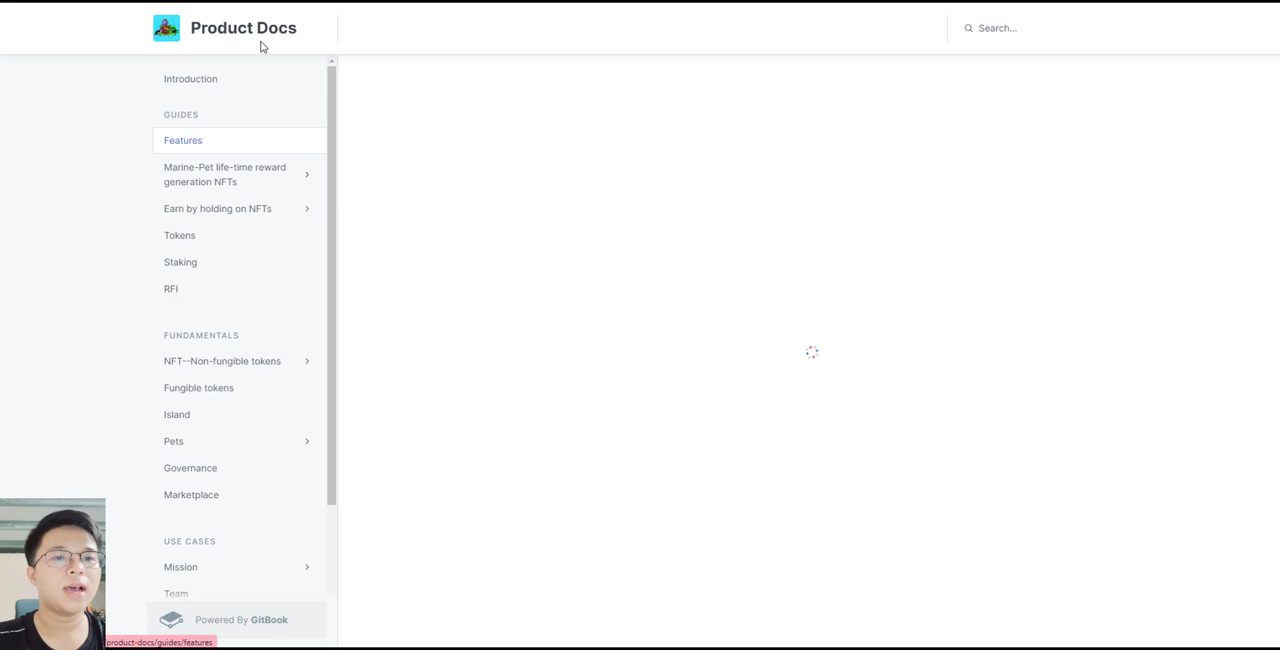 Product Docs
Search...
Introduction
GUIDES
Features
Marine-Pet life-time reward
generation NFTs
Earn by holding on NFTs
Tokens
Staking
RFI
FUNDAMENTALS
NFT--Non-fungible tokens
Fungible tokens
Island
Pets
Governance
Marketplace
USE CASES
Mission
Team
Powered By GitBook
product-docs/guides/features